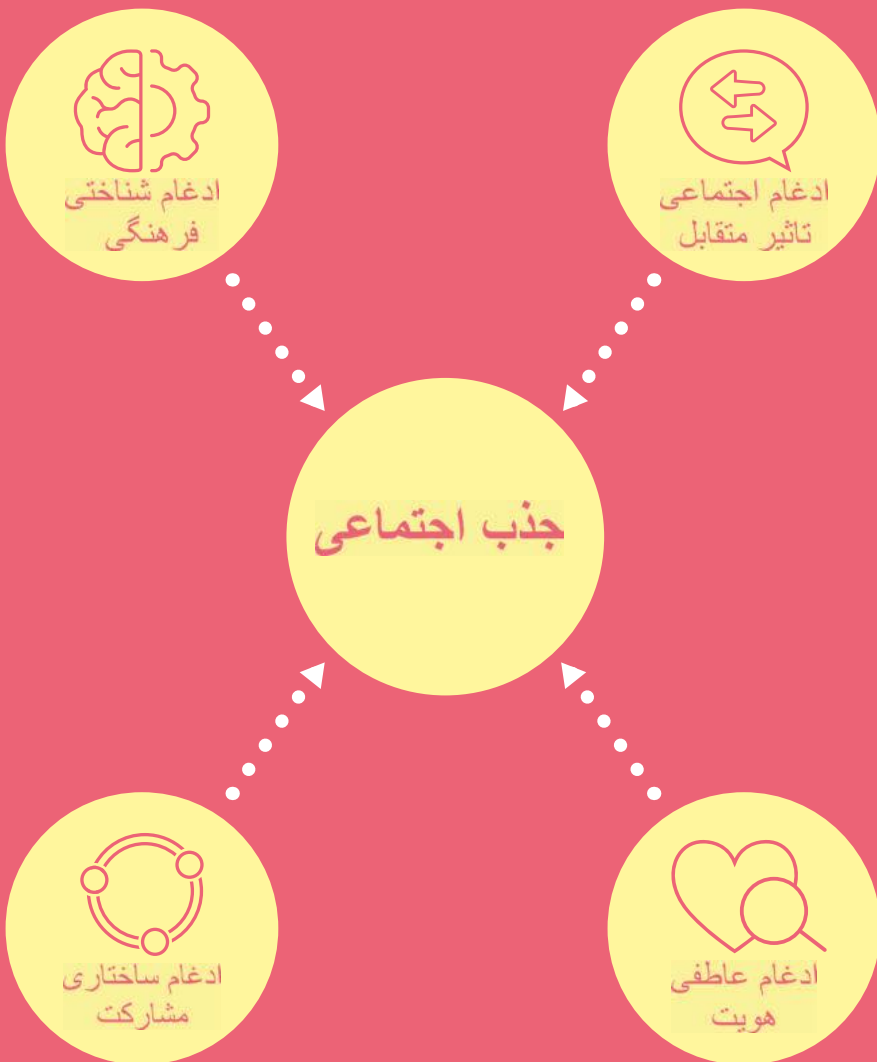 ادغام اجتماعی
تاثیر متقابل
ادغام شناختی
فرهنگی
جذب اجتماعی
ادغام عاطفی
هویت
ادغام ساختاری
مشارکت